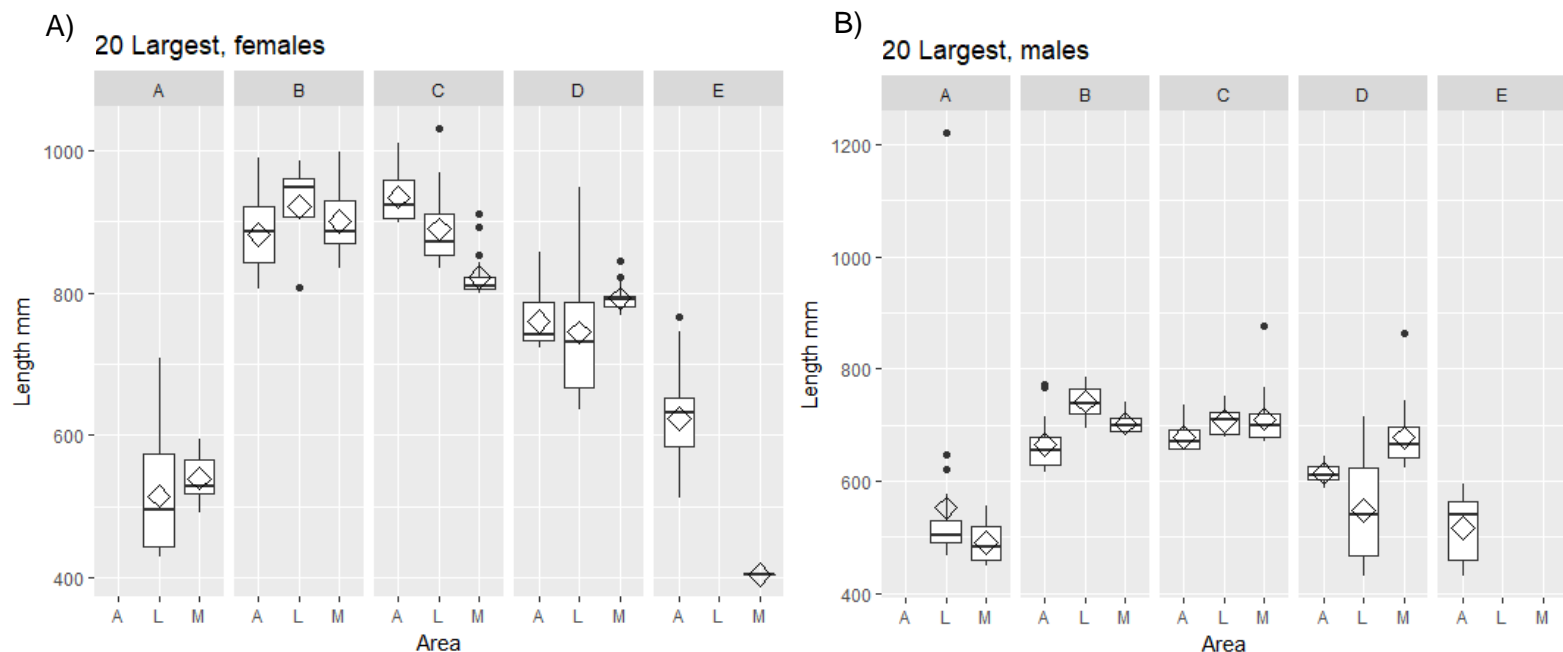 A)
20 Largest, females
A B C D E
1000
800
600
400
Length mm
A L M A L M A L M A L M A L M
Area
B)
20 Largest, males
A B C D E
1200
1000
800
600
400
Length mm
A L M A L M A L M A L M A L M
Area